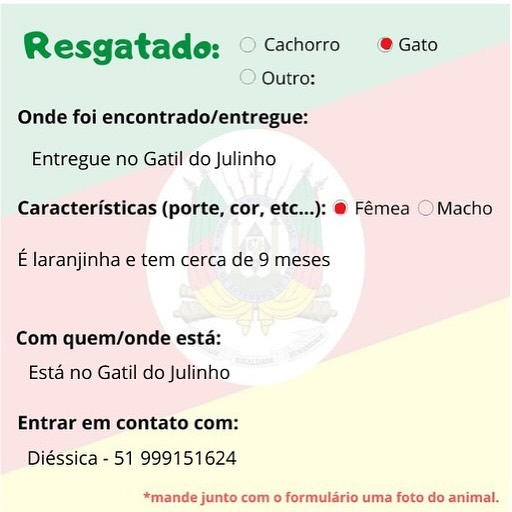 Resgatado: Cachorro Gato
Outro:
Onde foi encontrado/entregue:
Entregue no Gatil do Julinho
Características (porte, cor, etc...): Fêmea Macho
É laranjinha e tem cerca de 9 meses
Com quem/onde está:
Está no Gatil do Julinho
Entrar em contato com:
Diéssica - 51 999151624
*mande junto com o formulário uma foto do animal.